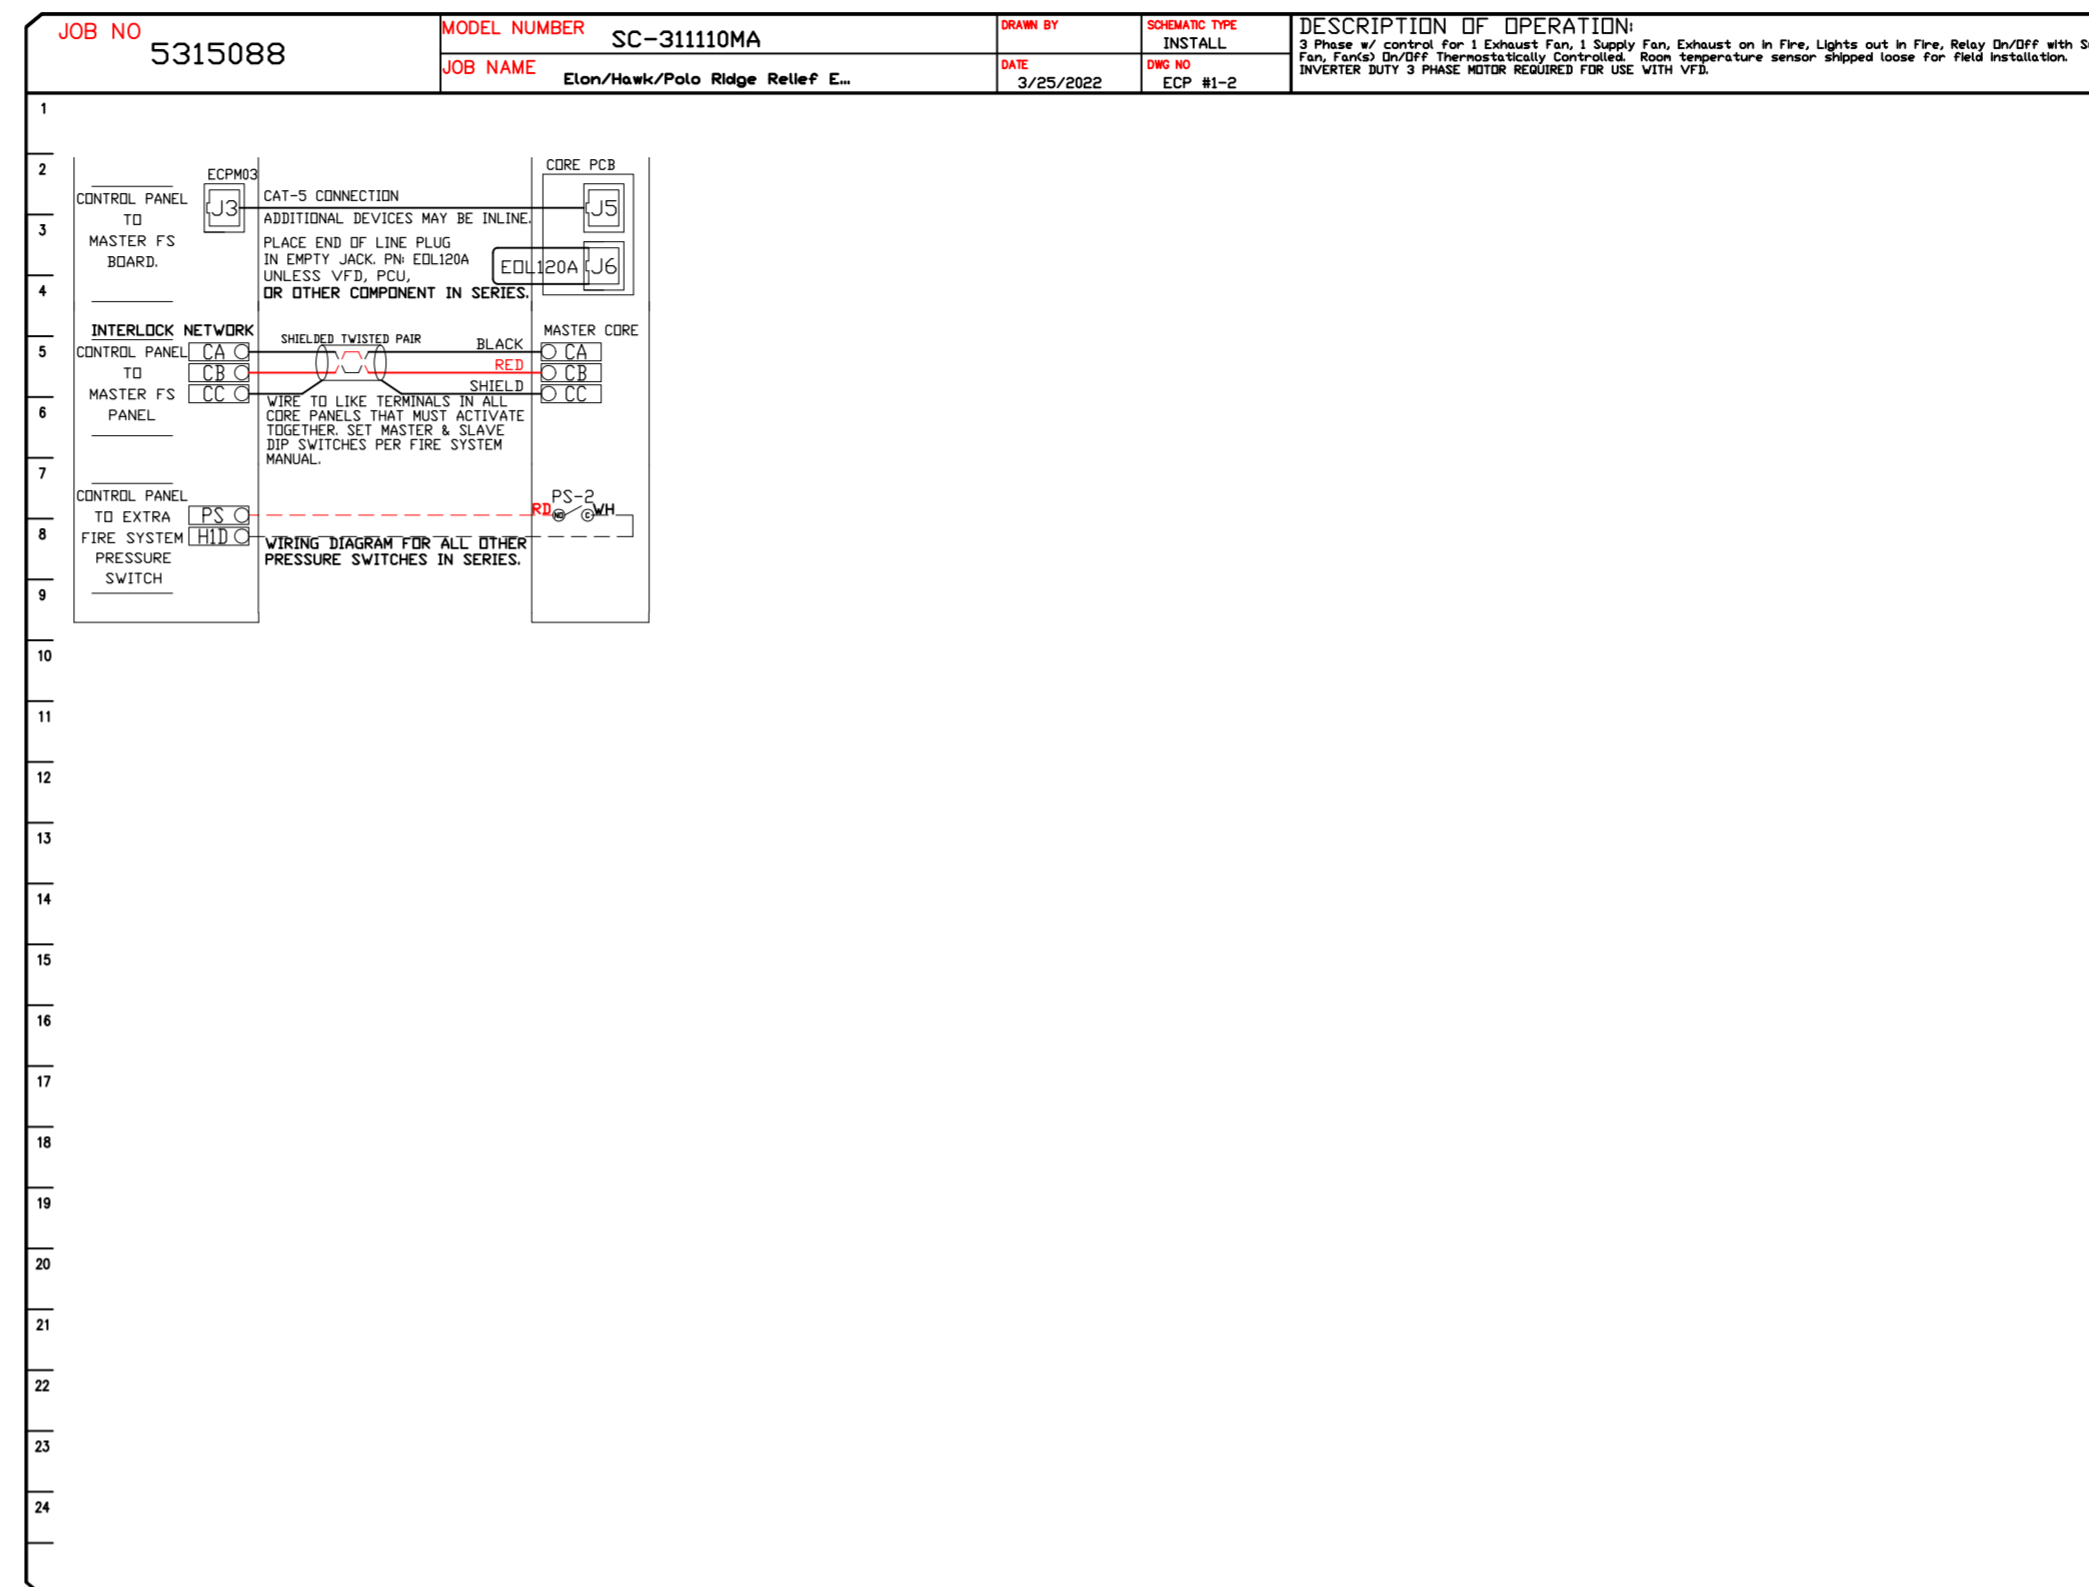 JOB NO
5315088
MODEL NUMBER
SC-311110MA
JOB NAME
Elon/Hawk/Polo Ridge Relief E...
DRAWN BY
DATE
3/25/2022
SCHEMATIC TYPE
INSTALL
DWG NO
ECP #1-2
DESCRIPTION OF OPERATION:
3 Phase w/ control for 1 Exhaust Fan, 1 Supply Fan, Exhaust on in Fire, Lights out in Fire, Relay On/Off with S
Fan, Fan(s) On/Off Thermostatically Controlled. Room temperature sensor shipped loose for field installation.
INVERTER DUTY 3 PHASE MOTOR REQUIRED FOR USE WITH VFD.
1
2
3
4
5
6
7
8
9
10
11
12
13
14
15
16
17
18
19
20
21
22
23
24
CONTROL PANEL
TO
MASTER FS
BOARD.
ECPM03
J3
CAT-5 CONNECTION
ADDITIONAL DEVICES MAY BE INLINE.
PLACE END OF LINE PLUG
IN EMPTY JACK. PN: EOL120A
UNLESS VFD, PCU,
OR OTHER COMPONENT IN SERIES.
CORE PCB
J5
EOL120A
J6
INTERLOCK NETWORK
CONTROL PANEL
TO
MASTER FS
PANEL
CA
CB
CC
SHIELDED TWISTED PAIR
BLACK
RED
SHIELD
MASTER CORE
CA
CB
CC
WIRE TO LIKE TERMINALS IN ALL
CORE PANELS THAT MUST ACTIVATE
TOGETHER. SET MASTER & SLAVE
DIP SWITCHES PER FIRE SYSTEM
MANUAL.
CONTROL PANEL
TO EXTRA
FIRE SYSTEM
PRESSURE
SWITCH
PS
H1D
PS-2
RD
NO
C
WH
WIRING DIAGRAM FOR ALL OTHER
PRESSURE SWITCHES IN SERIES.